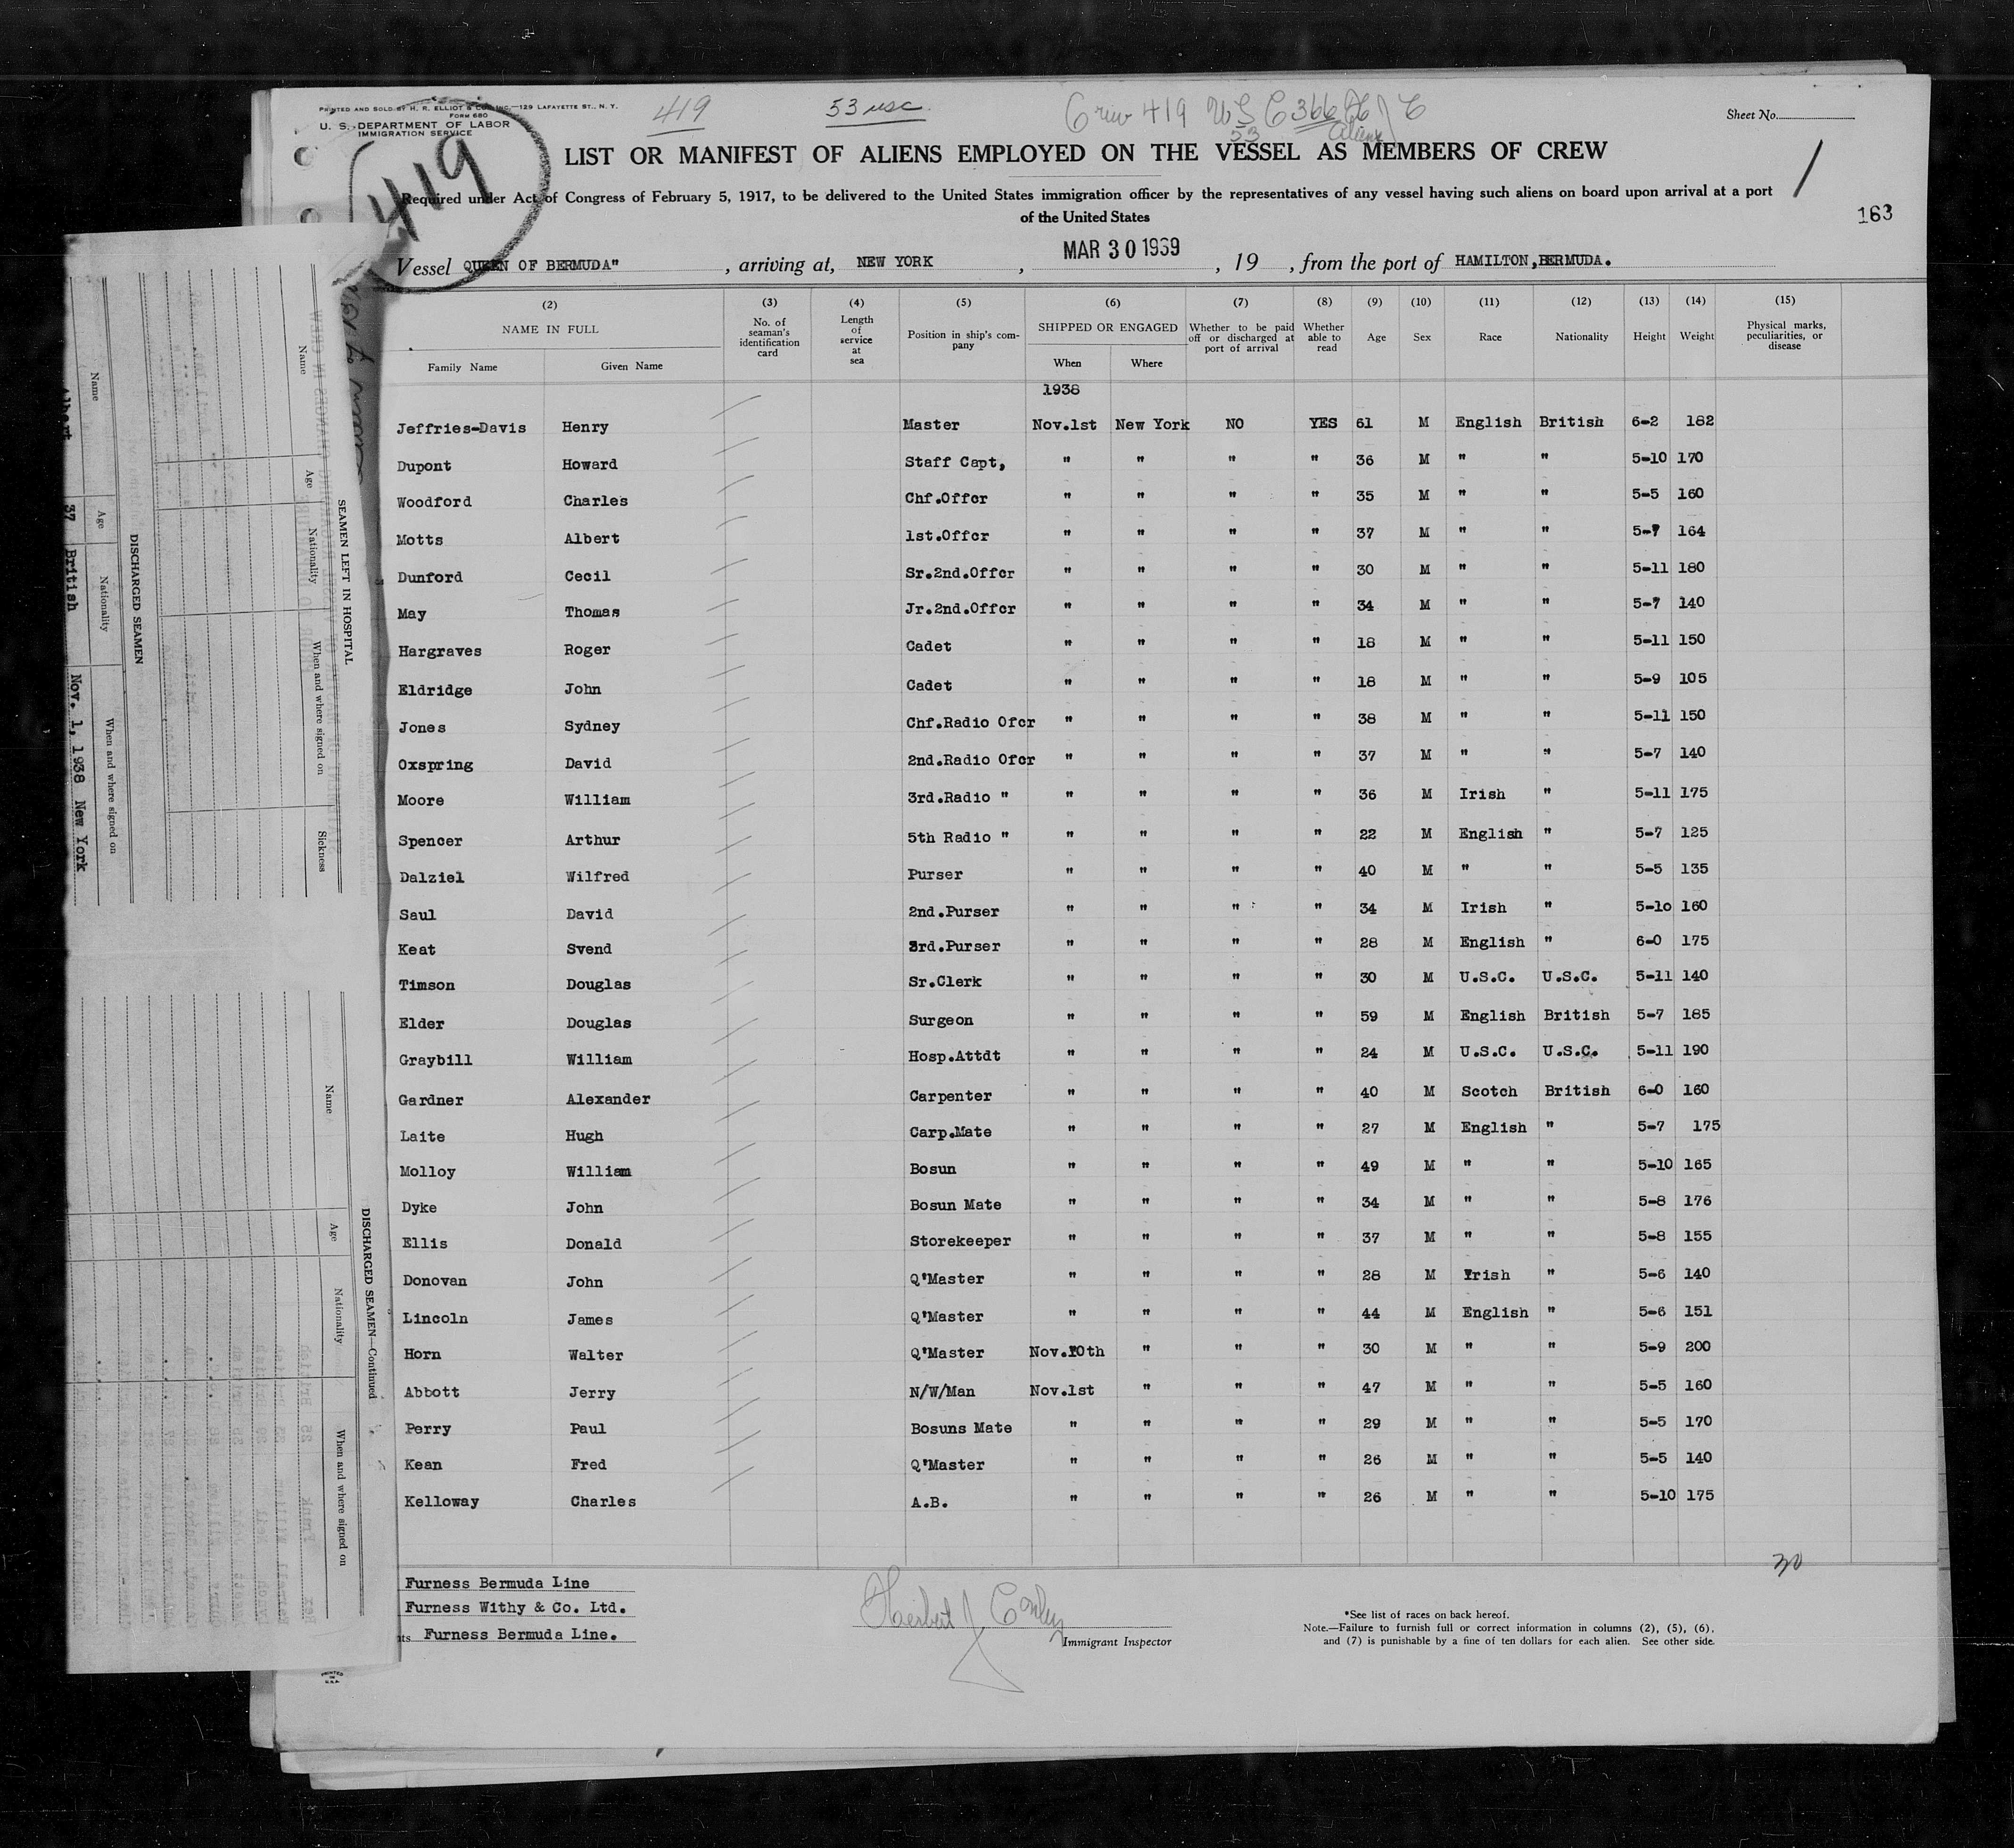 PRINTED AND SOLD BY H. R. ELLIOT & CO., INC.—129 LAFAYETTE ST., N. Y.
FORM 680
U. S. DEPARTMENT OF LABOR
IMMIGRATION SERVICE
419
419
53 usc
Crew 419 US 53 C 366 Aliens
Sheet No.
LIST OR MANIFEST OF ALIENS EMPLOYED ON THE VESSEL AS MEMBERS OF CREW
Required under Act of Congress of February 5, 1917, to be delivered to the United States immigration officer by the representatives of any vessel having such aliens on board upon arrival at a port
of the United States
1
163
Vessel QUEEN OF BERMUDA" , arriving at, NEW YORK , MAR 30 1939 , 19 , from the port of HAMILTON,BERMUDA.
(2) (3) (4) (5) (6) (7) (8) (9) (10) (11) (12) (13) (14) (15)
NAME IN FULL No. of seaman's identification card Length of service at sea Position in ship's company SHIPPED OR ENGAGED Whether to be paid off or discharged at port of arrival Whether able to read Age Sex Race Nationality Height Weight Physical marks, peculiarities, or disease
Family Name Given Name When Where
1938
Jeffries-Davis Henry Master Nov.1st New York NO YES 61 M English British 6-2 182
Dupont Howard Staff Capt, " " " " 36 M " " 5-10 170
Woodford Charles Chf.Offcr " " " " 35 M " " 5-5 160
Motts Albert 1st.Offcr " " " " 37 M " " 5-7 164
Dunford Cecil Sr.2nd.Offcr " " " " 30 M " " 5-11 180
May Thomas Jr.2nd.Offcr " " " " 34 M " " 5-7 140
Hargraves Roger Cadet " " " " 18 M " " 5-11 150
Eldridge John Cadet " " " " 18 M " " 5-9 105
Jones Sydney Chf.Radio Ofcr " " " " 38 M " " 5-11 150
Oxspring David 2nd.Radio Ofcr " " " " 37 M " " 5-7 140
Moore William 3rd.Radio " " " " " 36 M Irish " 5-11 175
Spencer Arthur 5th Radio " " " " " 22 M English " 5-7 125
Dalziel Wilfred Purser " " " " 40 M " " 5-5 135
Saul David 2nd.Purser " " " " 34 M Irish " 5-10 160
Keat Svend 3rd.Purser " " " " 28 M English " 6-0 175
Timson Douglas Sr.Clerk " " " " 30 M U.S.C. U.S.C. 5-11 140
Elder Douglas Surgeon " " " " 59 M English British 5-7 185
Graybill William Hosp.Attdt " " " " 24 M U.S.C. U.S.C. 5-11 190
Gardner Alexander Carpenter " " " " 40 M Scotch British 6-0 160
Laite Hugh Carp.Mate " " " " 27 M English " 5-7 175
Molloy William Bosun " " " " 49 M " " 5-10 165
Dyke John Bosun Mate " " " " 34 M " " 5-8 176
Ellis Donald Storekeeper " " " " 37 M " " 5-8 155
Donovan John Q'Master " " " " 28 M Irish " 5-6 140
Lincoln James Q'Master " " " " 44 M English " 5-6 151
Horn Walter Q'Master Nov.10th " " " 30 M " " 5-9 200
Abbott Jerry N/W/Man Nov.1st " " " 47 M " " 5-5 160
Perry Paul Bosuns Mate " " " " 29 M " " 5-5 170
Kean Fred Q'Master " " " " 26 M " " 5-5 140
Kelloway Charles A.B. " " " " 26 M " " 5-10 175
30
Furness Bermuda Line
Furness Withy & Co. Ltd.
ts Furness Bermuda Line.
Herbert J Conley
Immigrant Inspector
*See list of races on back hereof.
Note.—Failure to furnish full or correct information in columns (2), (5), (6),
and (7) is punishable by a fine of ten dollars for each alien. See other side.
PRINTED IN U.S.A.
SEAMEN LEFT IN HOSPITAL
Name Age Nationality When and where signed on Sickness
DISCHARGED SEAMEN
Name Age Nationality When and where signed on
Albert 37 British Nov. 1, 1938 New York
DISCHARGED SEAMEN—Continued
Name Age Nationality When and where signed on